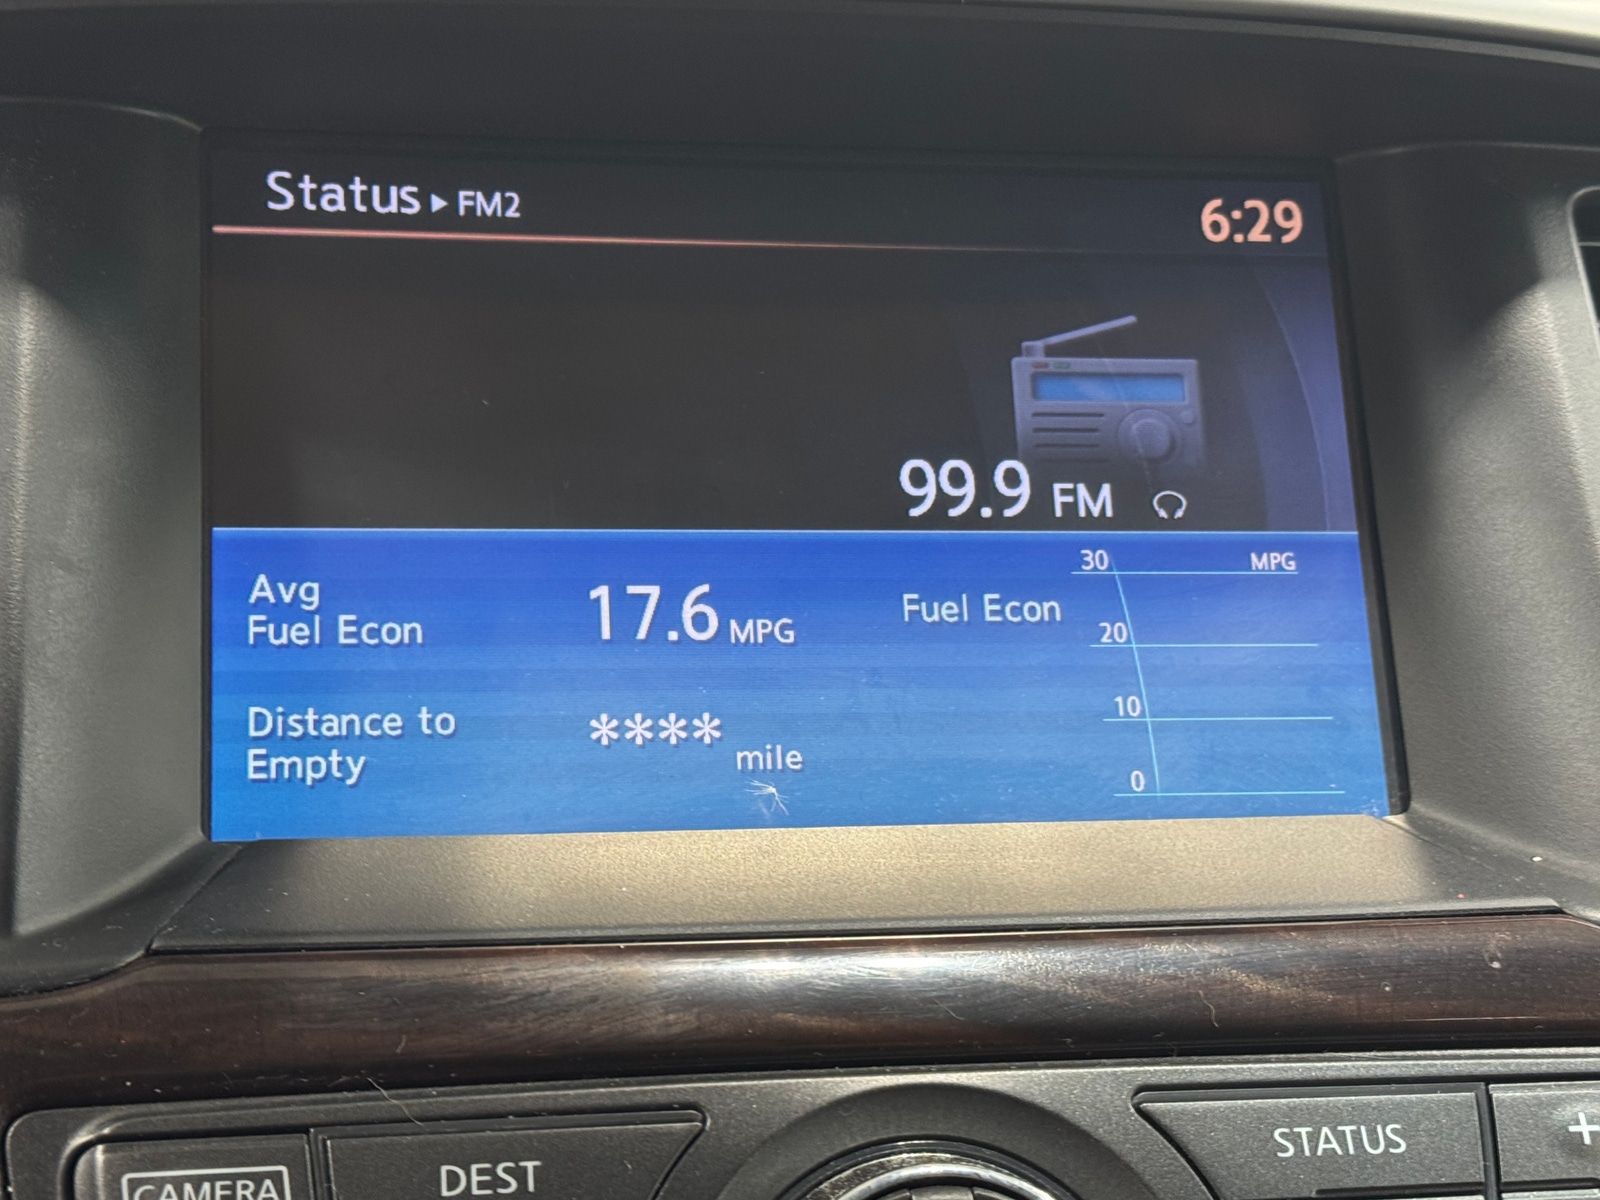 Status ▶ FM2
6:29
99.9 FM
Avg
Fuel Econ
17.6 MPG
Distance to
Empty
**** mile
Fuel Econ
MPG
30
20
10
0
CAMERA
DEST
STATUS
+